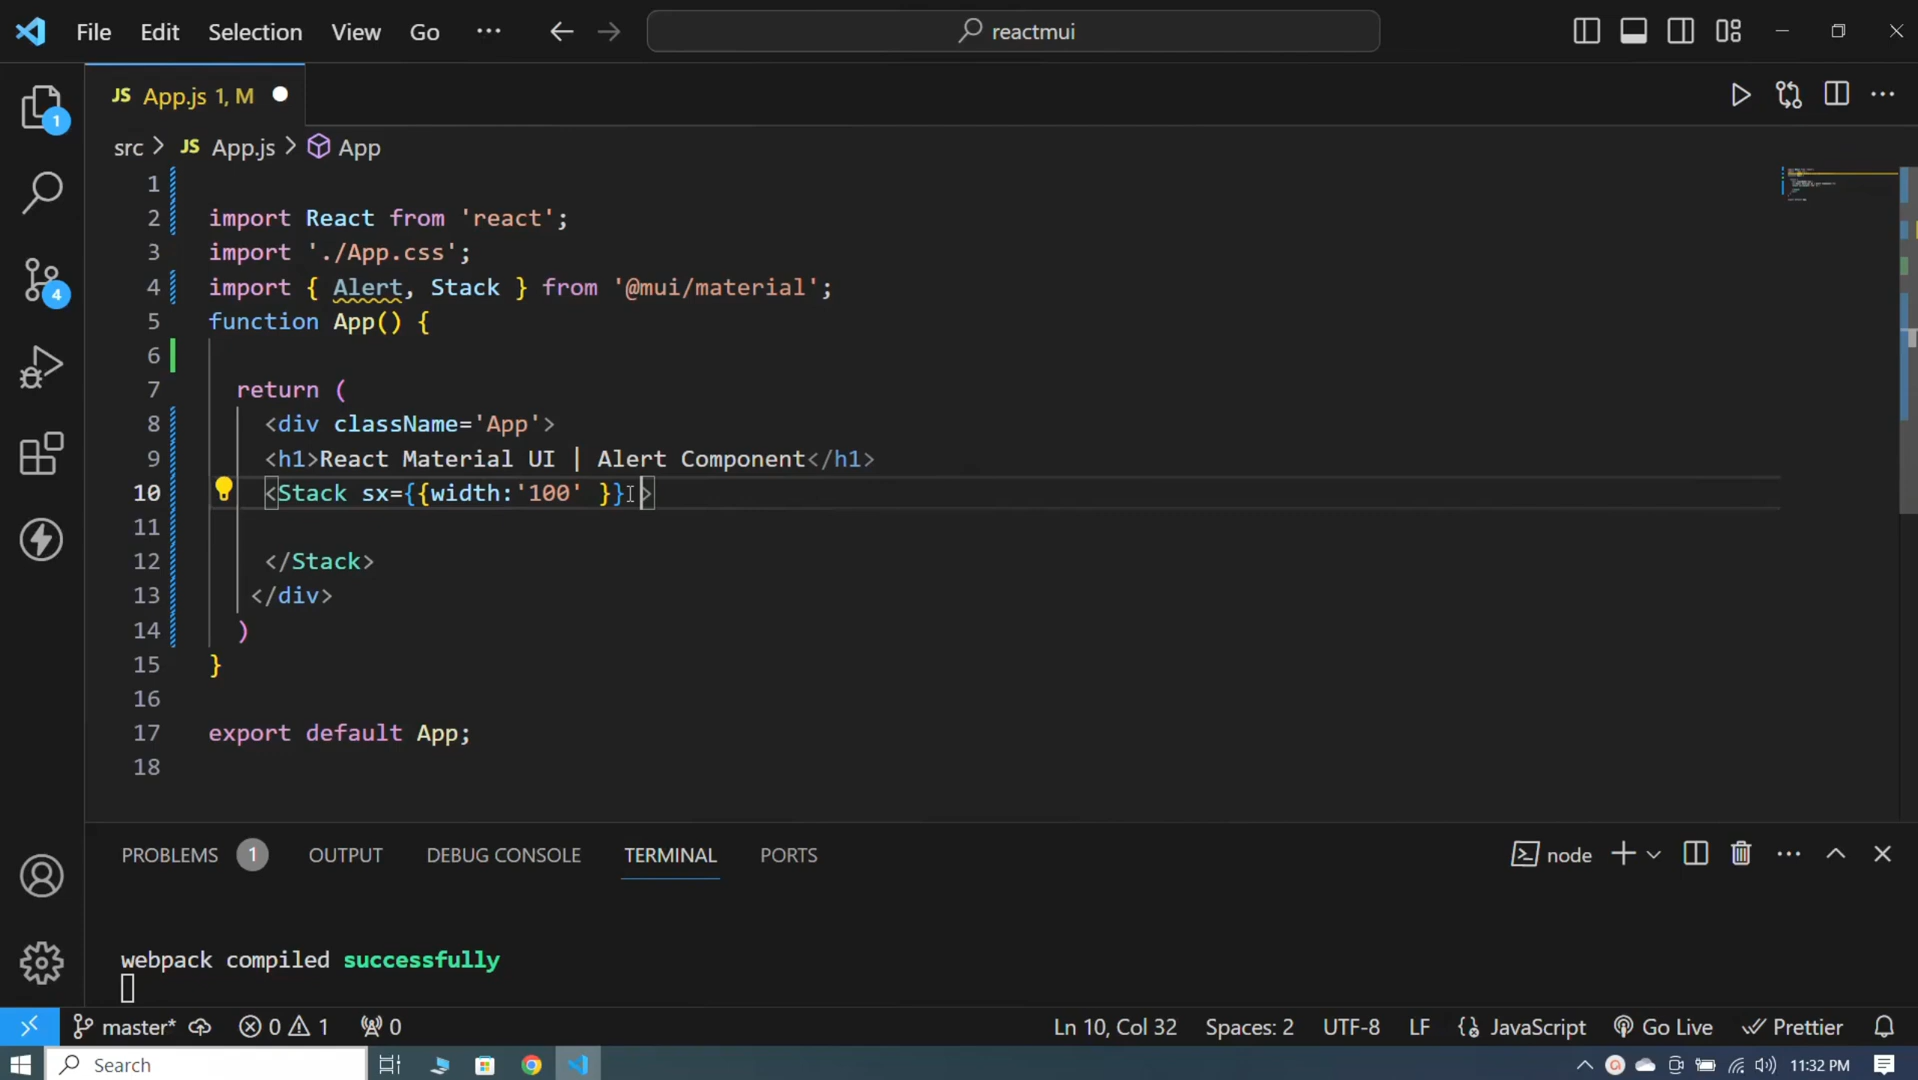 File Edit Selection View Go ··· reactmui
JS App.js 1, M
1
src > JS App.js > App
1
2 import React from 'react';
3 import './App.css';
4 import { Alert, Stack } from '@mui/material';
4
5 function App() {
6
7 return (
8 <div className='App'>
9 <h1>React Material UI | Alert Component</h1>
10 <Stack sx={{width:'100' }} >
11
12 </Stack>
13 </div>
14 )
15 }
16
17 export default App;
18
PROBLEMS 1 OUTPUT DEBUG CONSOLE TERMINAL PORTS node
webpack compiled successfully
master* 0 1 0 Ln 10, Col 32 Spaces: 2 UTF-8 LF {} JavaScript Go Live Prettier
Search 11:32 PM